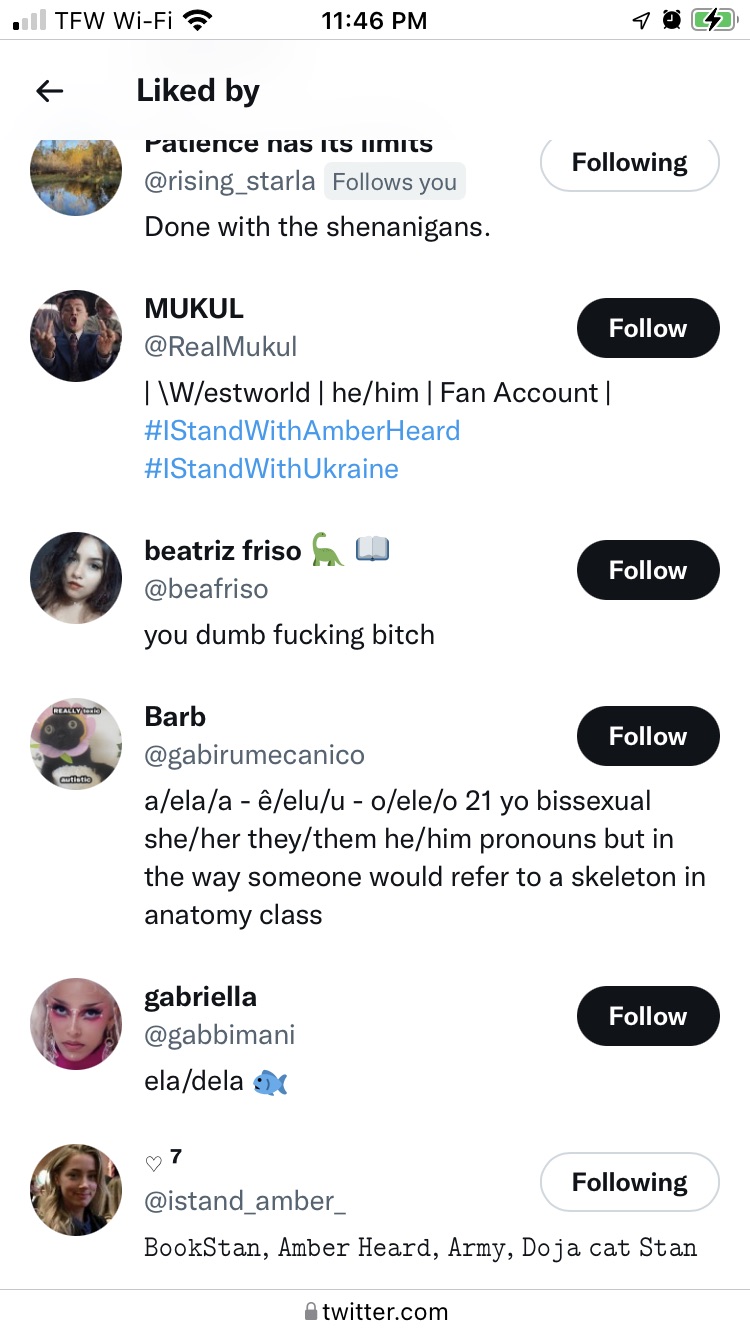 TFW Wi-Fi 11:46 PM
Liked by
Patience has its limits
@rising_starla Follows you
Following
Done with the shenanigans.
MUKUL
@RealMukul
Follow
| \W/estworld | he/him | Fan Account |
#IStandWithAmberHeard
#IStandWithUkraine
beatriz friso 🦕 📖
@beafriso
Follow
you dumb fucking bitch
REALLY toxic
autistic
Barb
@gabirumecanico
Follow
a/ela/a - ê/elu/u - o/ele/o 21 yo bissexual
she/her they/them he/him pronouns but in
the way someone would refer to a skeleton in
anatomy class
gabriella
@gabbimani
Follow
ela/dela 🐟
♡ ⁷
@istand_amber_
Following
BookStan, Amber Heard, Army, Doja cat Stan
twitter.com